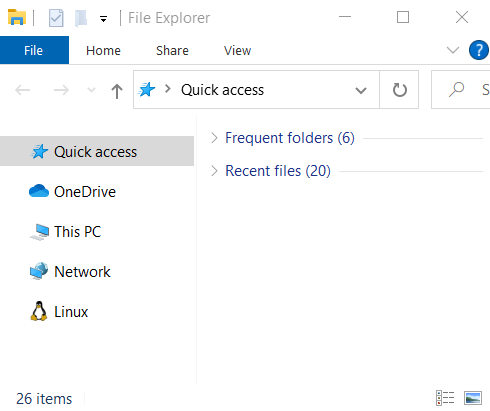 File Explorer
File Home Share View ?
Quick access S
Quick access
OneDrive
This PC
Network
Linux
Frequent folders (6)
Recent files (20)
26 items